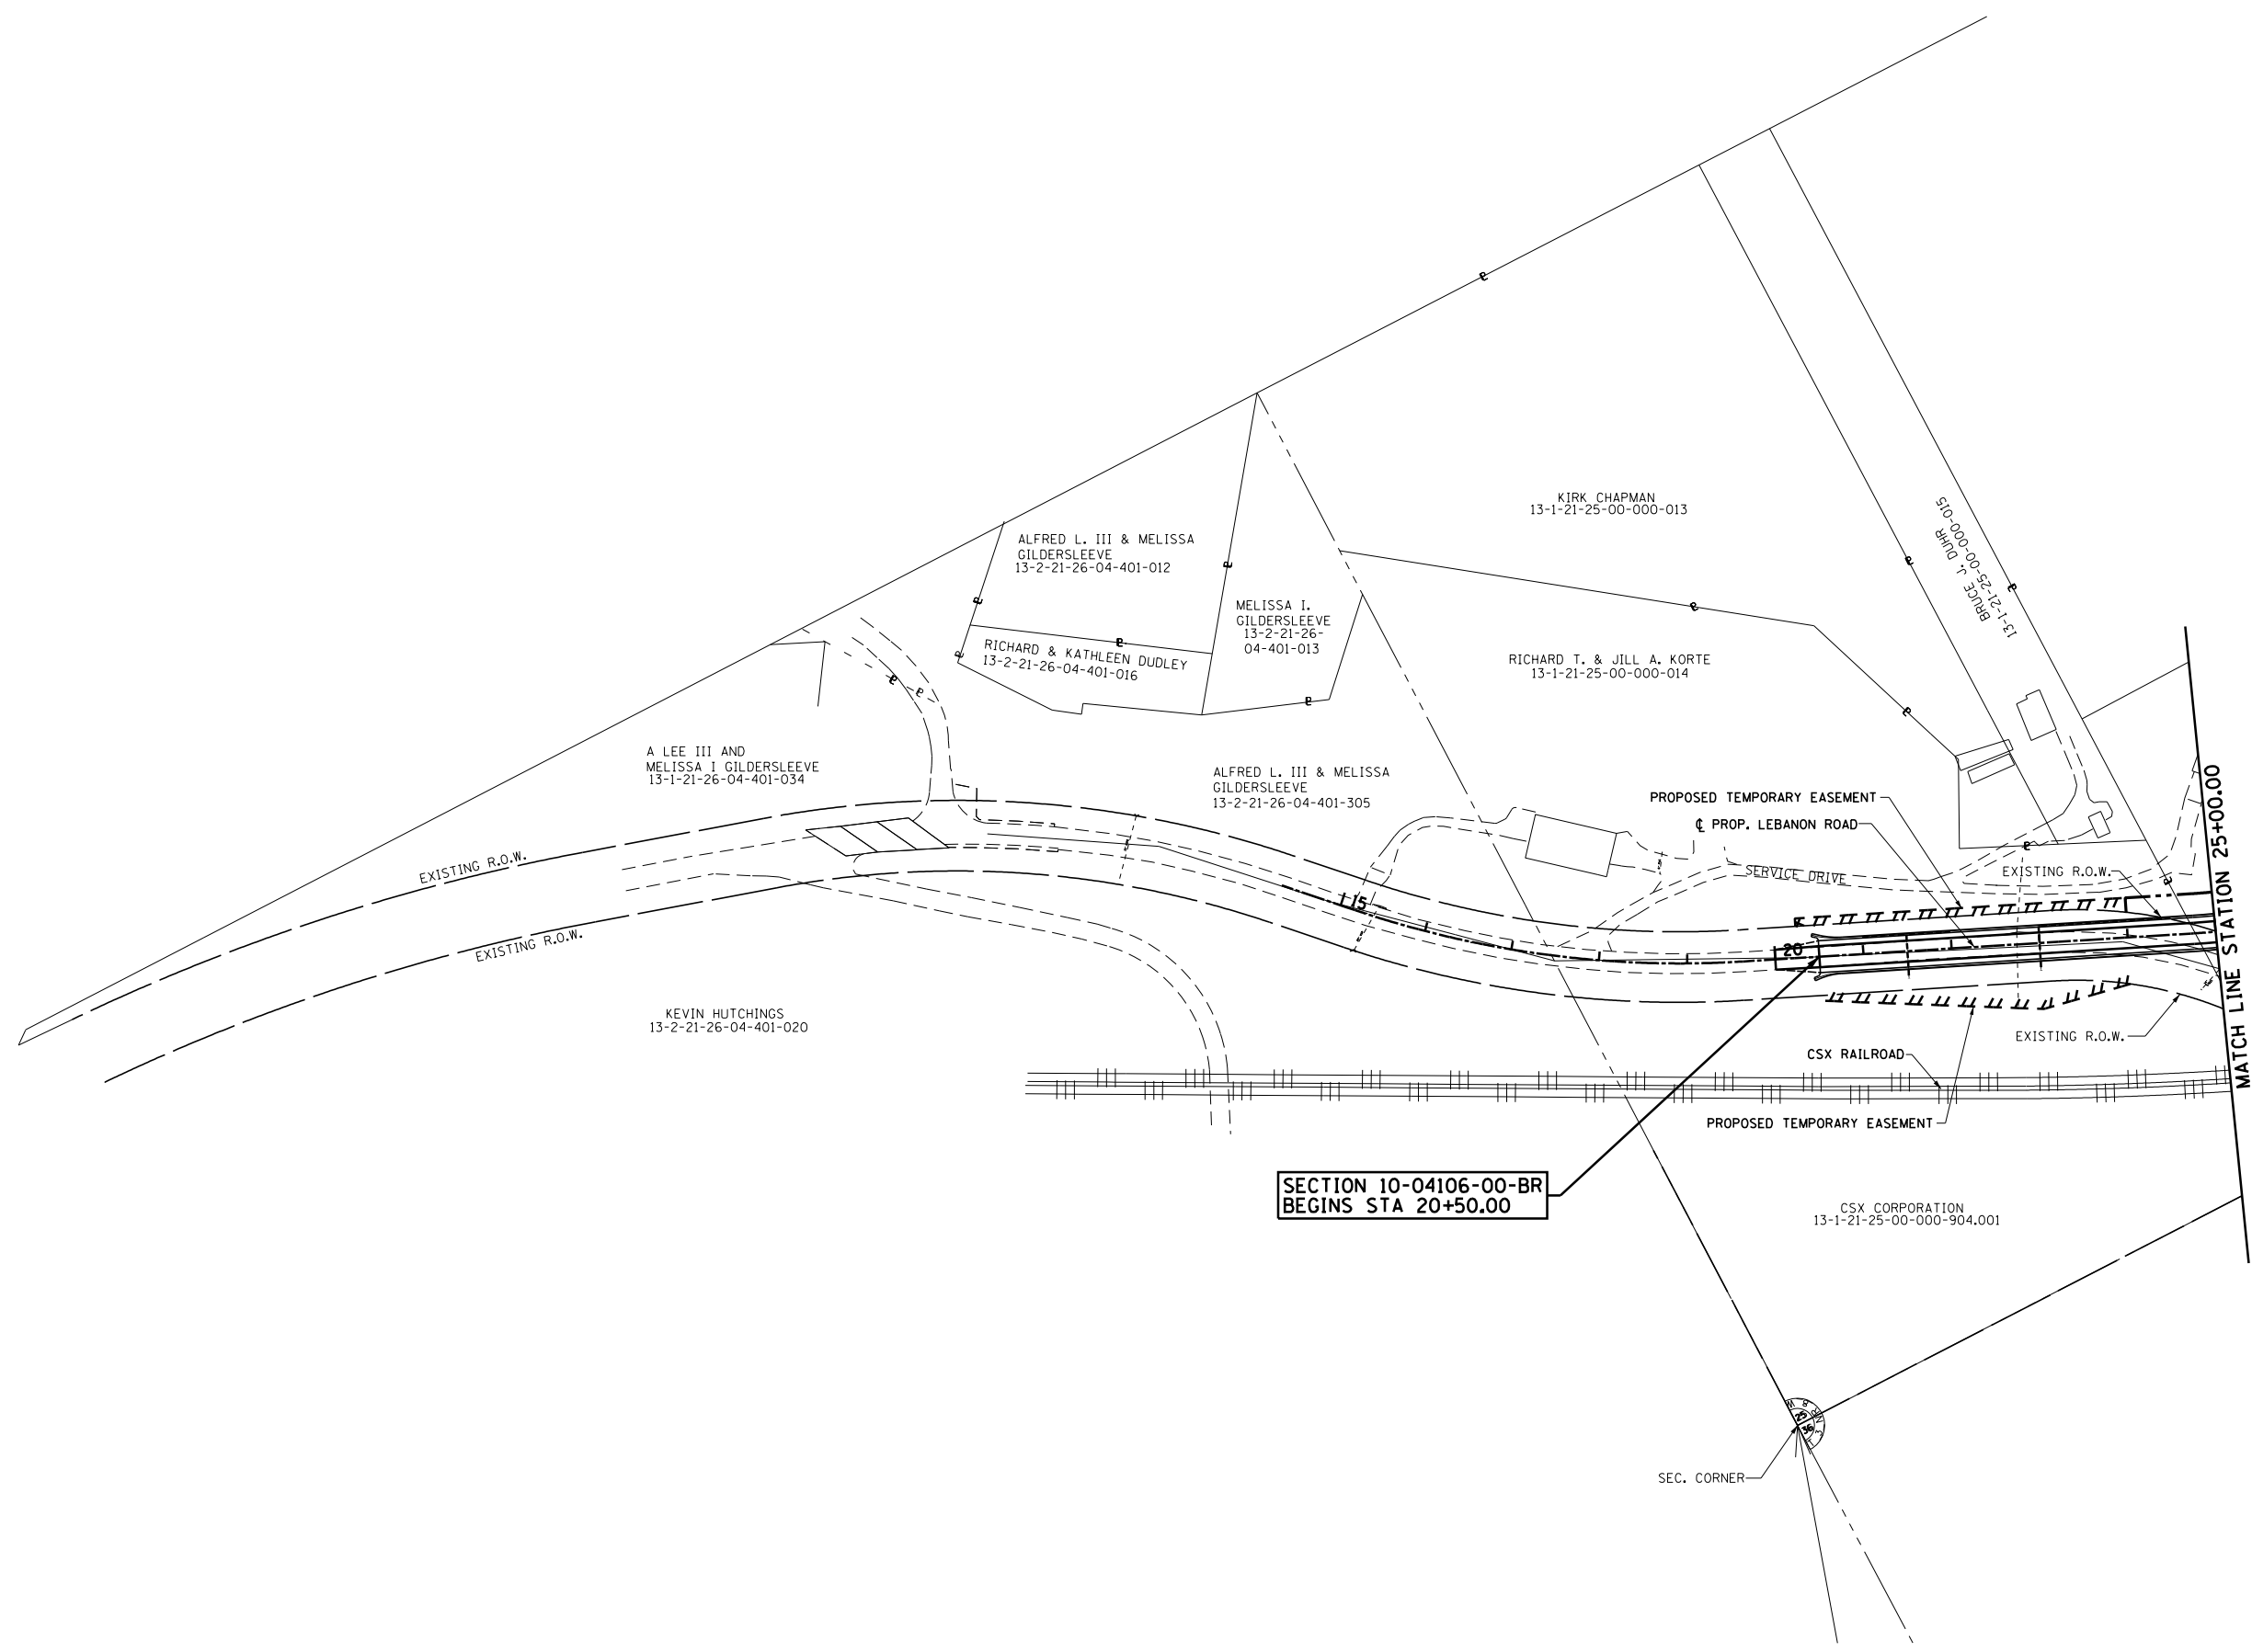 KIRK CHAPMAN
13-1-21-25-00-000-013
BRUCE J. DUHR
13-1-21-25-00-000-015
ALFRED L. III & MELISSA
GILDERSLEEVE
13-2-21-26-04-401-012
MELISSA I.
GILDERSLEEVE
13-2-21-26-
04-401-013
RICHARD & KATHLEEN DUDLEY
13-2-21-26-04-401-016
RICHARD T. & JILL A. KORTE
13-1-21-25-00-000-014
A LEE III AND
MELISSA I GILDERSLEEVE
13-1-21-26-04-401-034
ALFRED L. III & MELISSA
GILDERSLEEVE
13-2-21-26-04-401-305
PROPOSED TEMPORARY EASEMENT
℄ PROP. LEBANON ROAD
SERVICE DRIVE
EXISTING R.O.W.
EXISTING R.O.W.
EXISTING R.O.W.
15
20
MATCH LINE STATION 25+00.00
KEVIN HUTCHINGS
13-2-21-26-04-401-020
EXISTING R.O.W.
CSX RAILROAD
PROPOSED TEMPORARY EASEMENT
SECTION 10-04106-00-BR
BEGINS STA 20+50.00
CSX CORPORATION
13-1-21-25-00-000-904.001
25
36
T 3 N R 8 W
SEC. CORNER